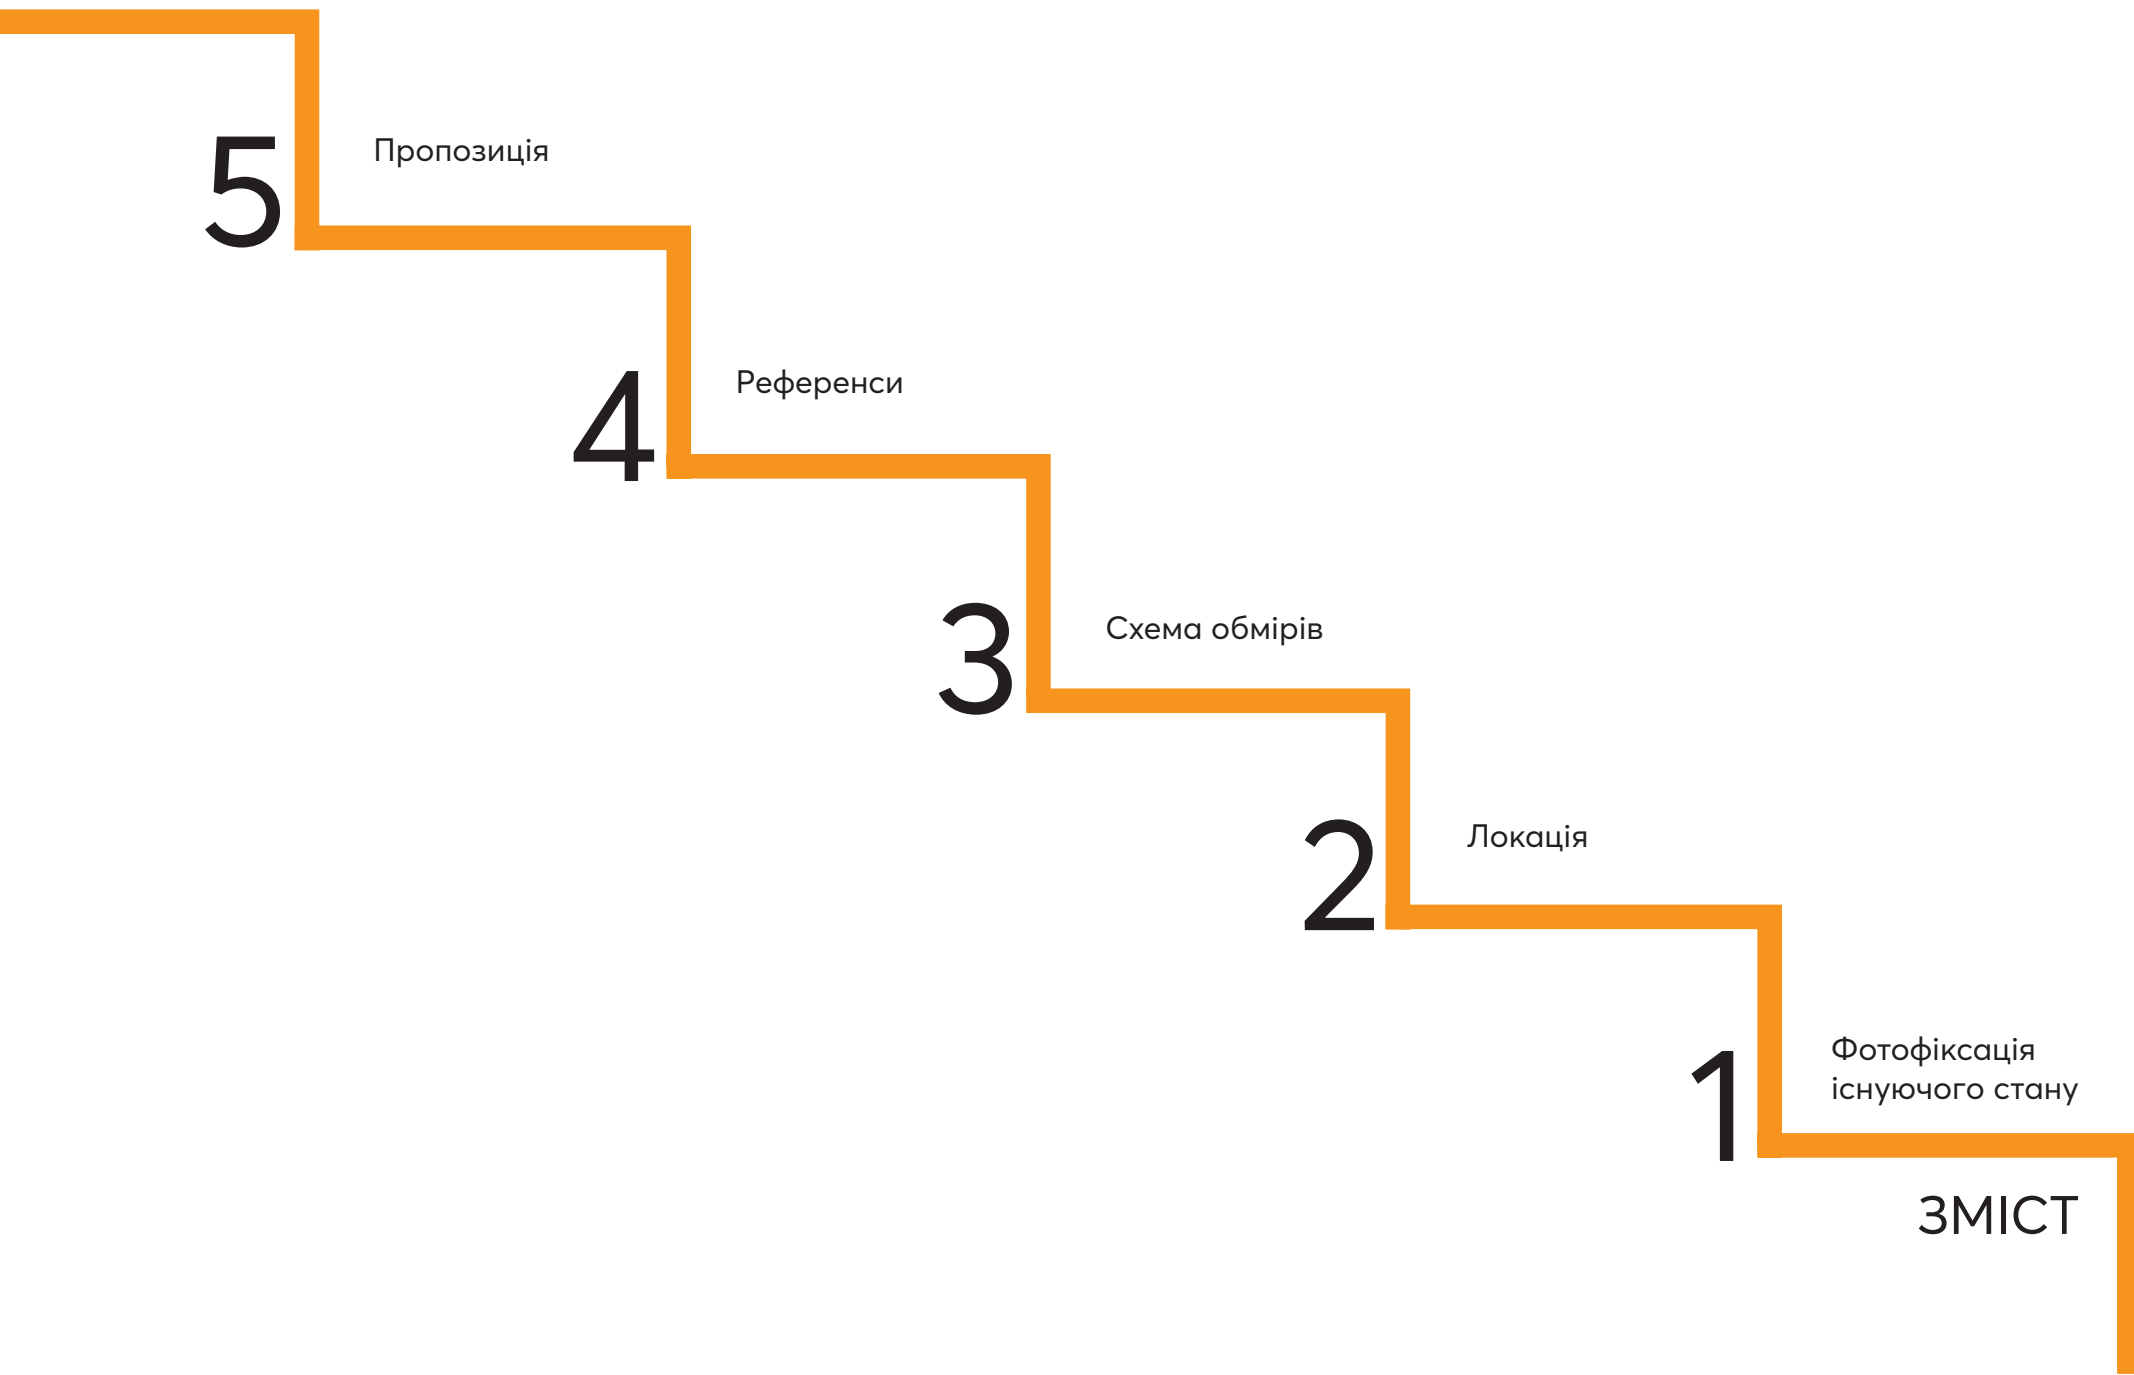 5
Пропозиція
4
Референси
3
Схема обмірів
2
Локація
1
Фотофіксація
існуючого стану
ЗМІСТ